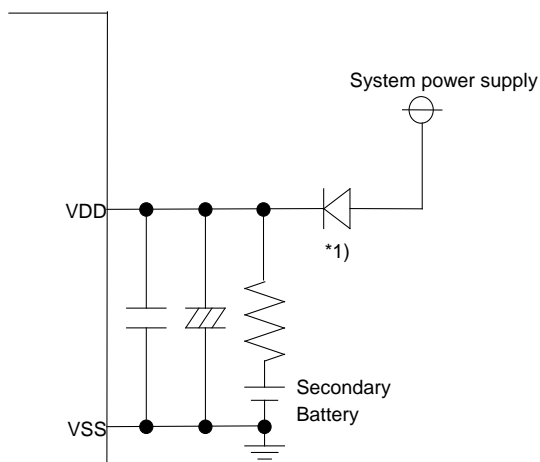 System power supply
VDD
*1)
Secondary
Battery
VSS